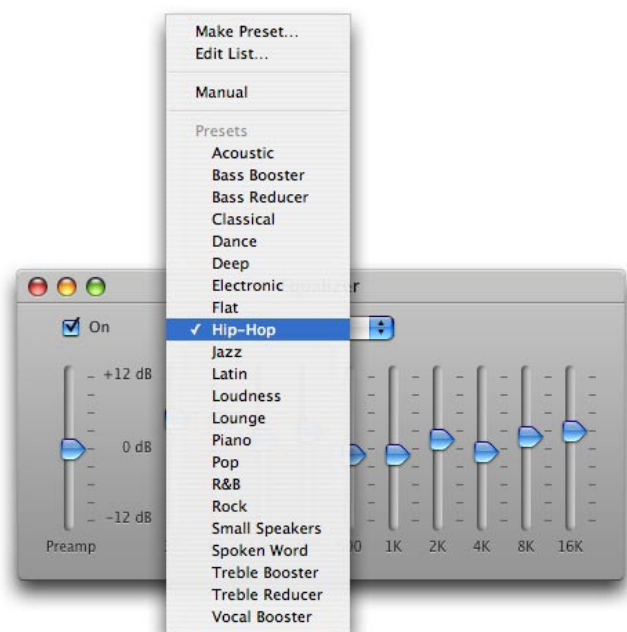 Make Preset...
Edit List...
Manual
Presets
Acoustic
Bass Booster
Bass Reducer
Classical
Dance
Deep
Electronic
Equalizer
Flat
On
✓ Hip-Hop
Jazz
Latin
Loudness
Lounge
Piano
Pop
R&B
Rock
Small Speakers
Spoken Word
Treble Booster
Treble Reducer
Vocal Booster
+12 dB
0 dB
-12 dB
Preamp
1K 2K 4K 8K 16K